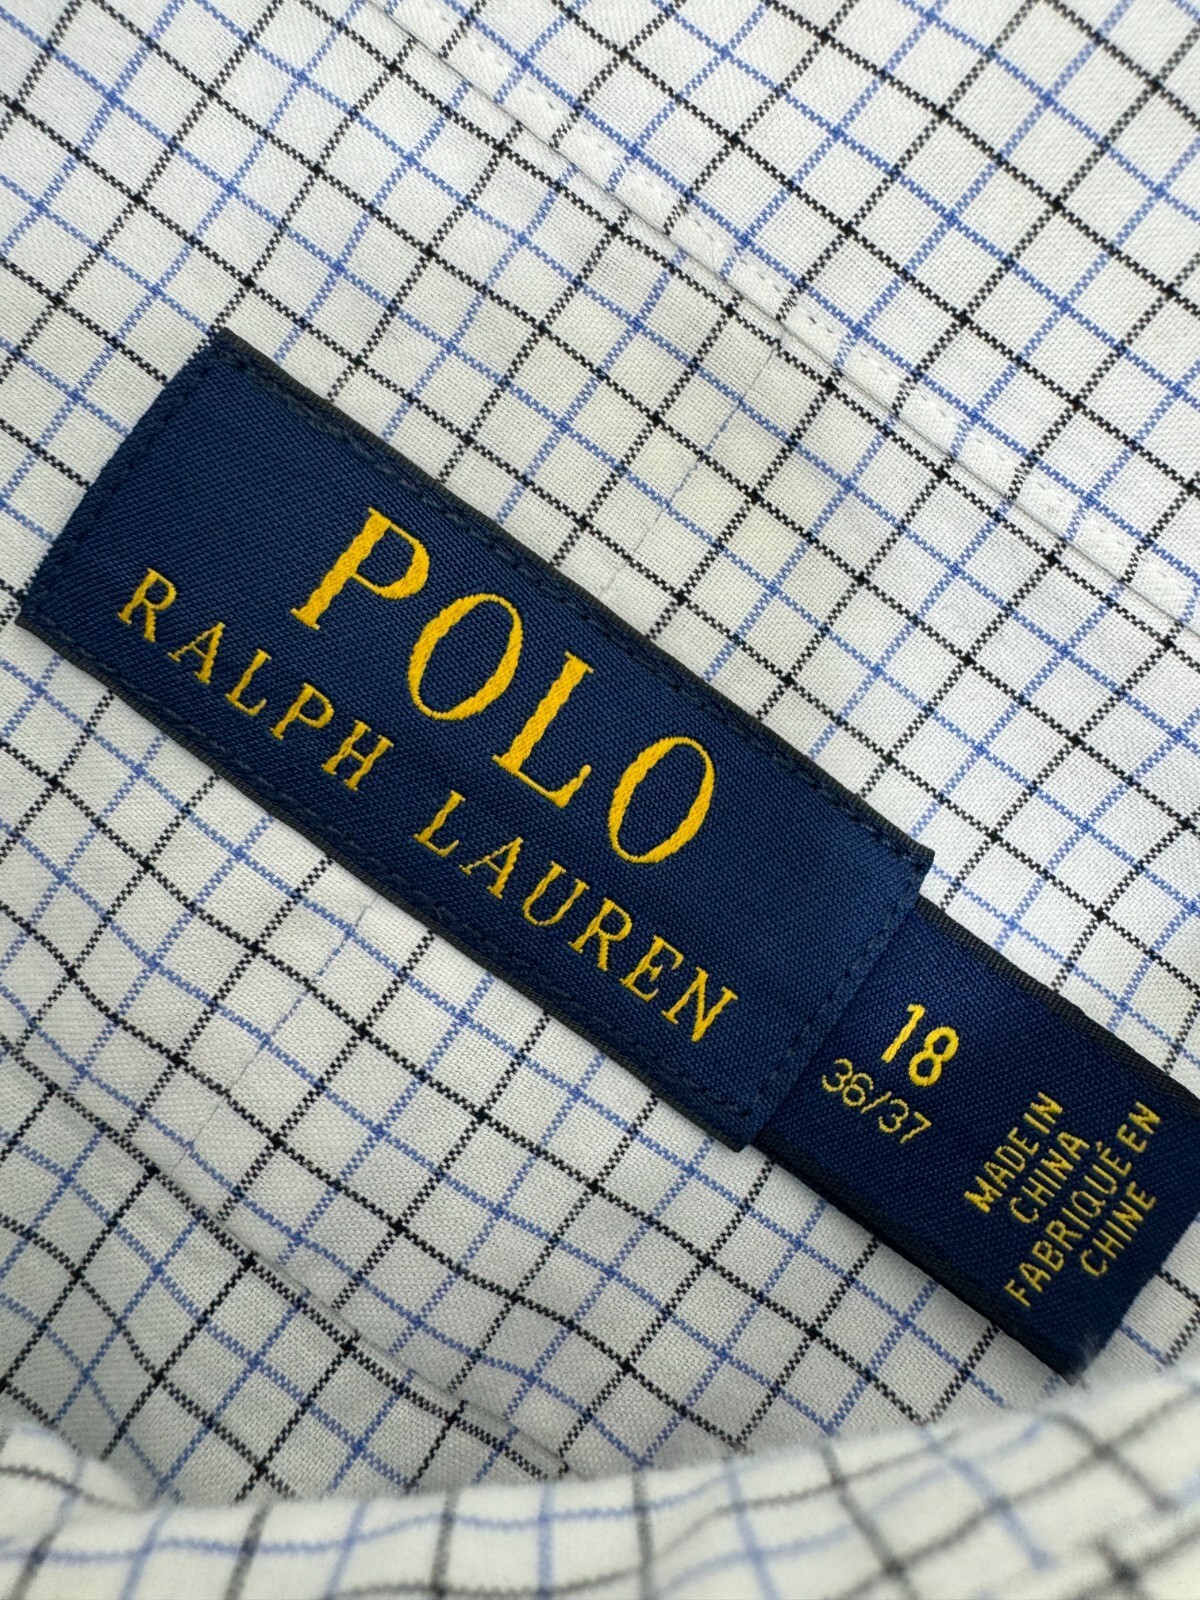 POLO
RALPH LAUREN
18
36/37
MADE IN
CHINA
FABRIQUÉ EN
CHINE